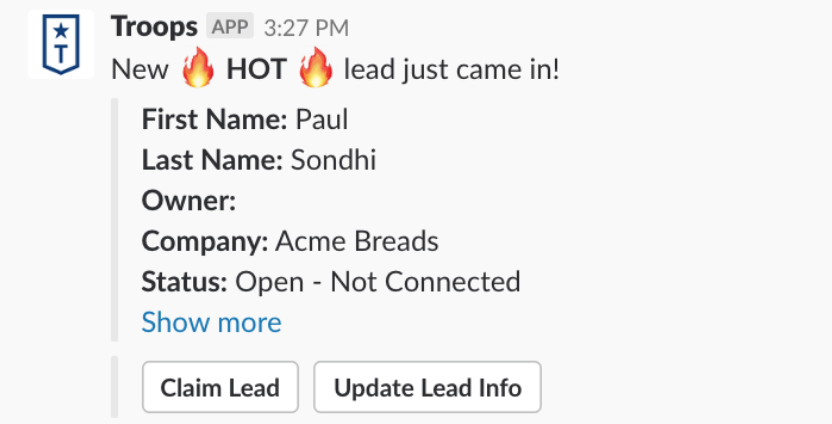 T
Troops APP 3:27 PM
New 🔥 HOT 🔥 lead just came in!
First Name: Paul
Last Name: Sondhi
Owner:
Company: Acme Breads
Status: Open - Not Connected
Show more
Claim Lead Update Lead Info